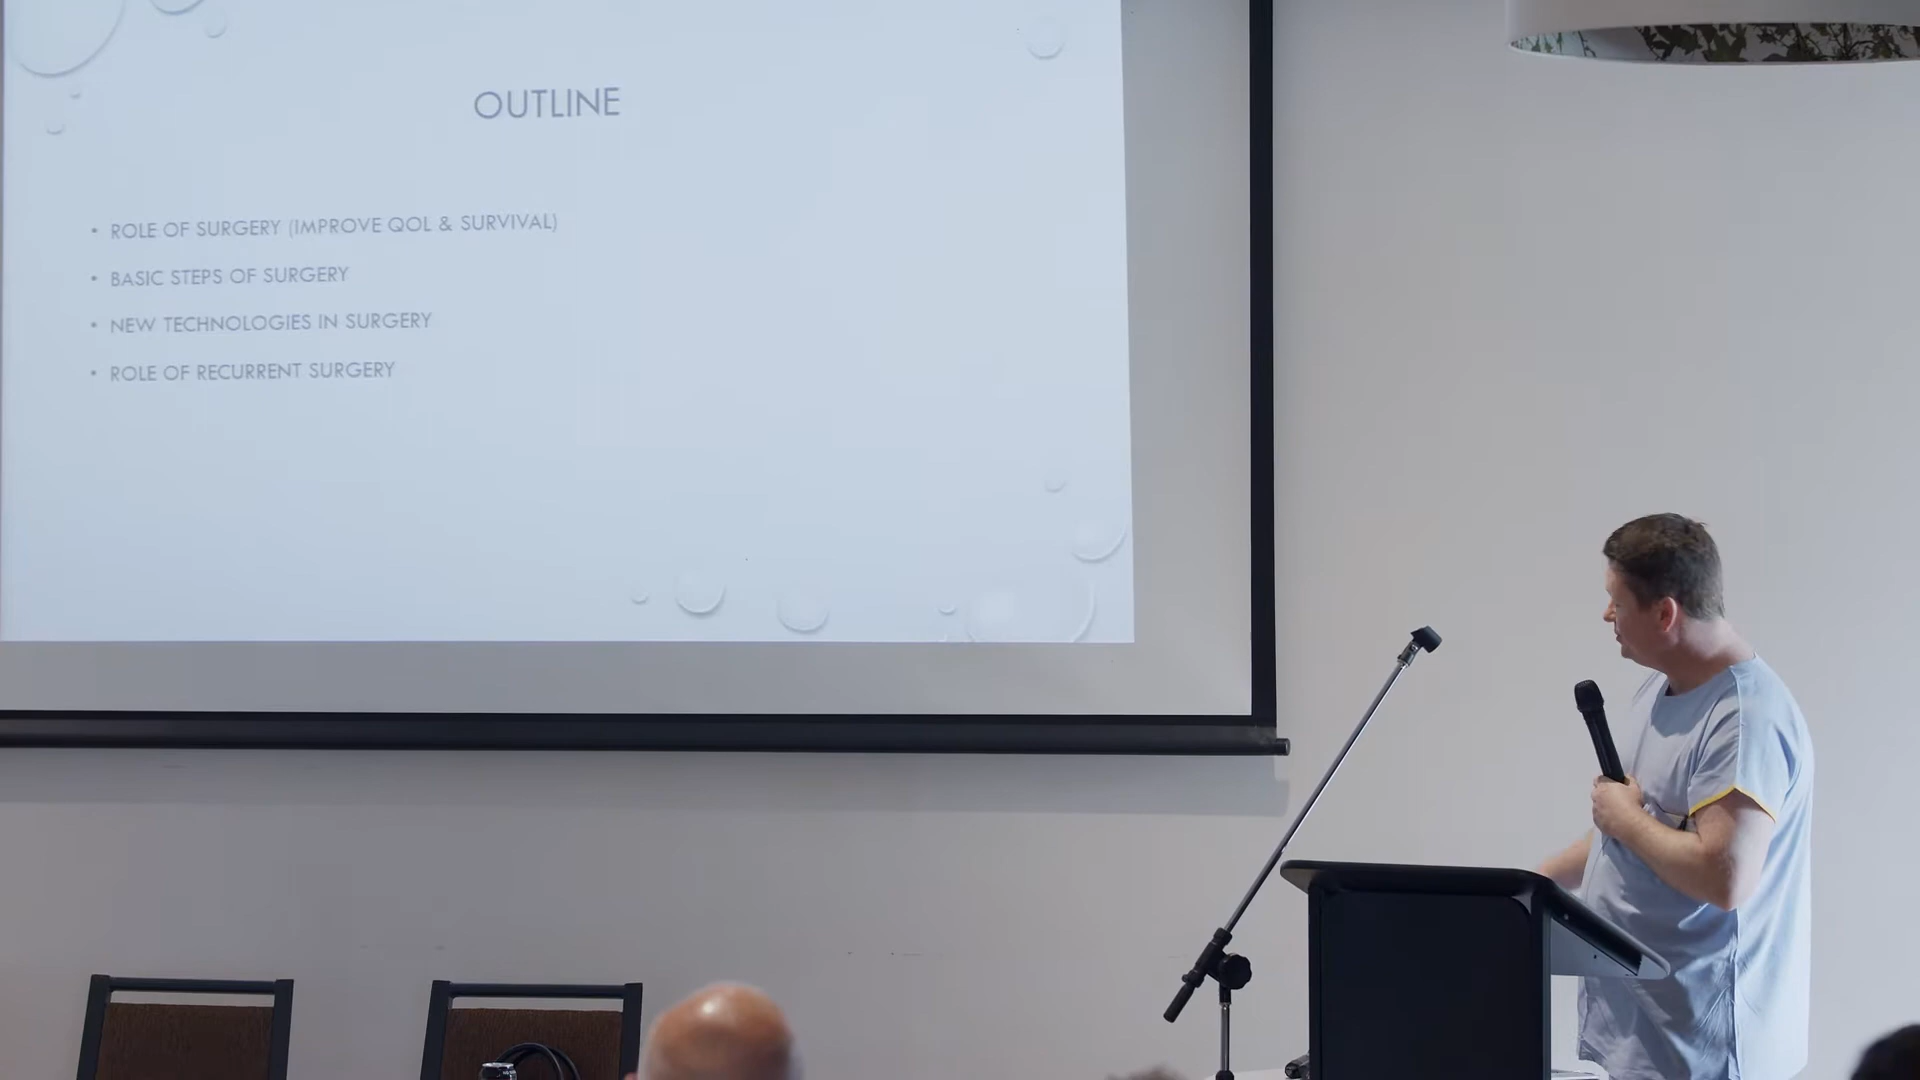 OUTLINE
• ROLE OF SURGERY (IMPROVE QOL & SURVIVAL)
• BASIC STEPS OF SURGERY
• NEW TECHNOLOGIES IN SURGERY
• ROLE OF RECURRENT SURGERY